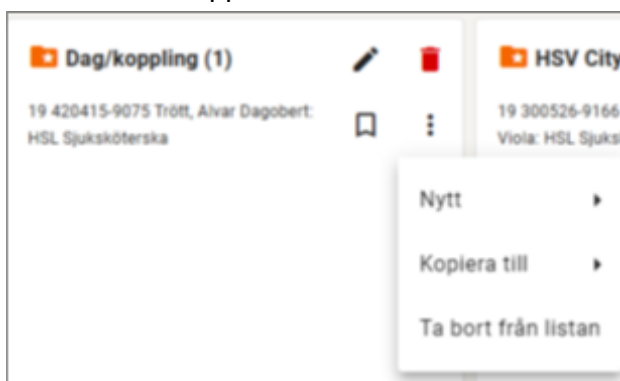 Dag/koppling (1)
19 420415-9075 Trött, Alvar Dagobert:
HSL Sjuksköterska
HSV City
19 300526-9166
Viola: HSL Sjuks
Nytt
Kopiera till
Ta bort från listan